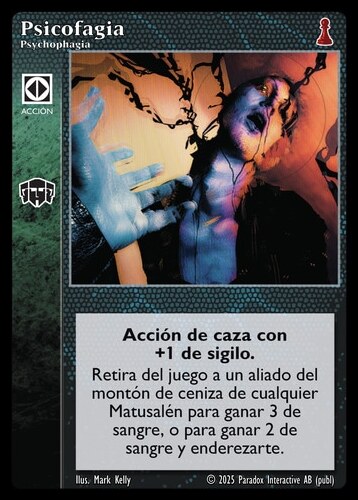 Psicofagia
Psychophagia
ACCIÓN
Acción de caza con
+1 de sigilo.
Retira del juego a un aliado del
montón de ceniza de cualquier
Matusalén para ganar 3 de
sangre, o para ganar 2 de
sangre y enderezarte.
Ilus. Mark Kelly
© 2025 Paradox Interactive AB (publ)